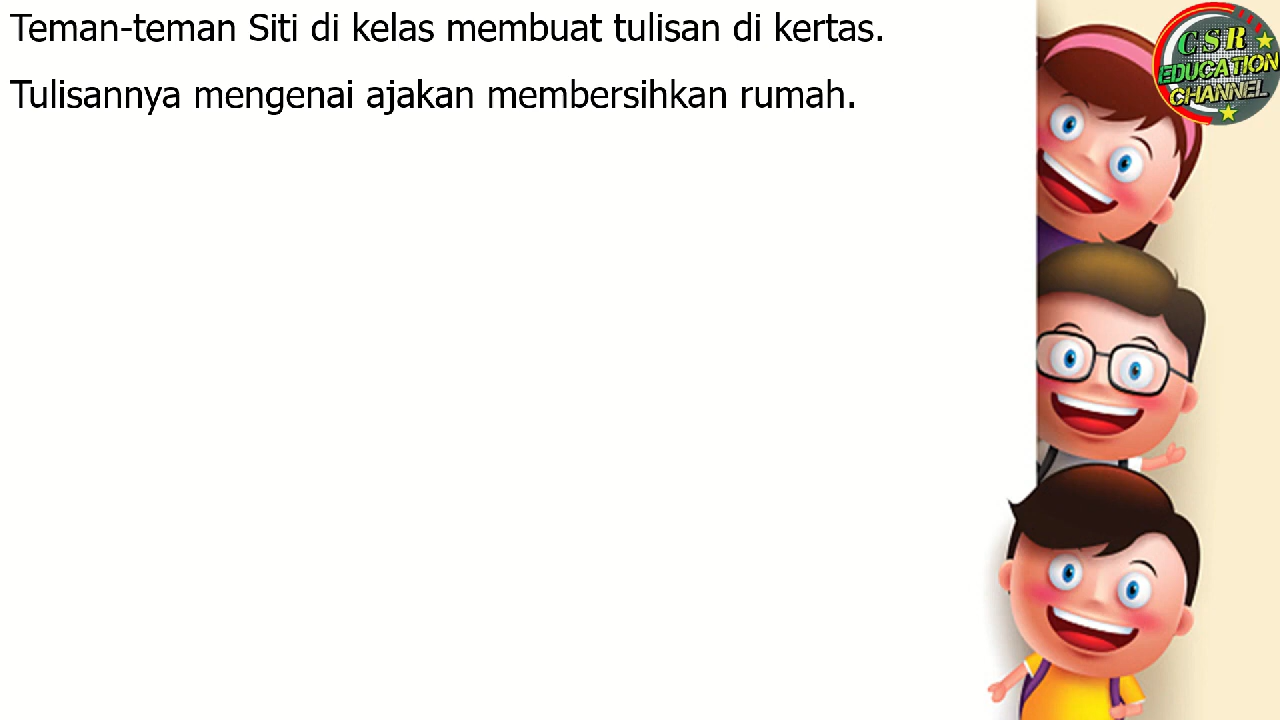 Teman-teman Siti di kelas membuat tulisan di kertas.
Tulisannya mengenai ajakan membersihkan rumah.
CSR
EDUCATION
CHANNEL